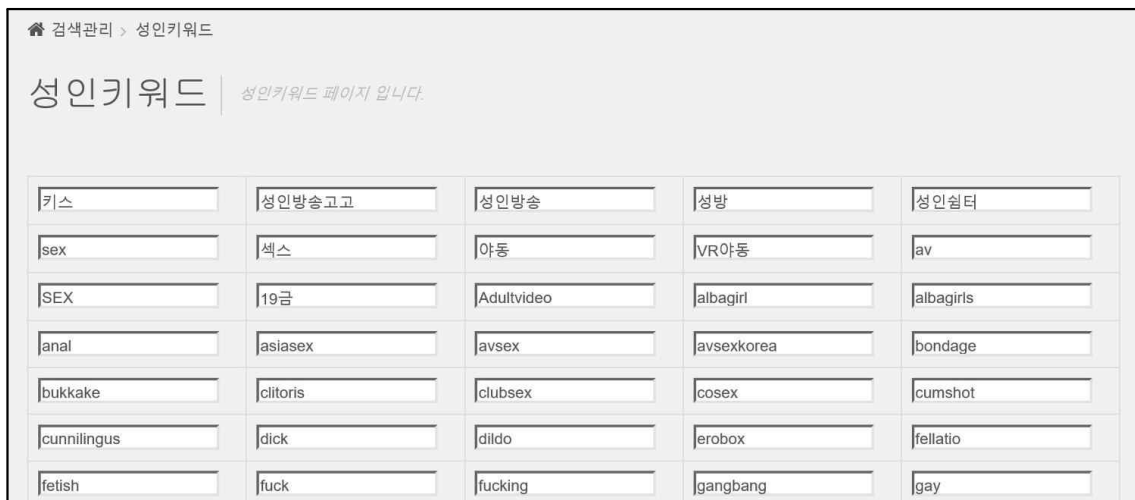 검색관리 > 성인키워드
성인키워드 성인키워드 페이지 입니다.
키스 성인방송고고 성인방송 성방 성인쉼터
sex 섹스 야동 VR야동 av
SEX 19금 Adultvideo albagirl albagirls
anal asiasex avsex avsexkorea bondage
bukkake clitoris clubsex cosex cumshot
cunnilingus dick dildo erobox fellatio
fetish fuck fucking gangbang gay